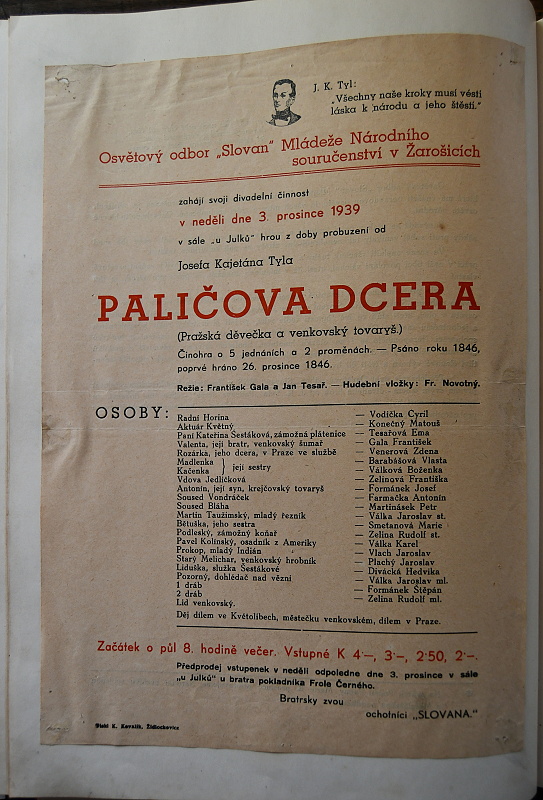 J. K. Tyl:
„Všechny naše kroky musí vésti
láska k národu a jeho štěstí."
Osvětový odbor „Slovan" Mládeže Národního
souručenství v Žarošicích
zahájí svoji divadelní činnost
v neděli dne 3. prosince 1939
v sále „u Julků" hrou z doby probuzení od
Josefa Kajetána Tyla
PALIČOVA DCERA
(Pražská děvečka a venkovský tovaryš.)
Činohra o 5 jednáních a 2 proměnách. — Psáno roku 1846,
poprvé hráno 26. prosince 1846.
Režie: František Gala a Jan Tesař. — Hudební vložky: Fr. Novotný.
OSOBY:
Radní Horina — Vodička Cyril
Aktuár Květný — Konečný Matouš
Paní Kateřina Šestáková, zámožná plátenice — Tesařová Ema
Valenta, její bratr, venkovský šumař — Gala František
Rozárka, jeho dcera, v Praze ve službě — Venerová Zdena
Madlenka } její sestry — Barabášová Vlasta
Kačenka — Válková Boženka
Vdova Jedličková — Zelinová Františka
Antonín, její syn, krejčovský tovaryš — Formánek Josef
Soused Vondráček — Farmačka Antonín
Soused Bláha — Martinásek Petr
Martin Taužimský, mladý řezník — Válka Jaroslav st.
Bětuška, jeho sestra — Smetanová Marie
Podleský, zámožný koňař — Zelina Rudolf st.
Pavel Kolínský, osadník z Ameriky — Válka Karel
Prokop, mladý Indián — Vlach Jaroslav
Starý Melichar, venkovský hrobník — Plachý Jaroslav
Liduška, služka Šestákové — Divácká Hedvika
Pozorný, dohlédač nad vězni — Válka Jaroslav ml.
1 dráb — Formánek Štěpán
2 dráb — Zelina Rudolf ml.
Lid venkovský.
Děj dílem ve Květolibech, městečku venkovském, dílem v Praze.
Začátek o půl 8. hodině večer. Vstupné K 4·–, 3·–, 2·50, 2·–.
Předprodej vstupenek v neděli odpoledne dne 3. prosince v sále
„u Julků" u bratra pokladníka Frole Černého.
Bratrsky zvou
ochotníci „SLOVANA."
Tiskl K. Kovařík, Židlochovice